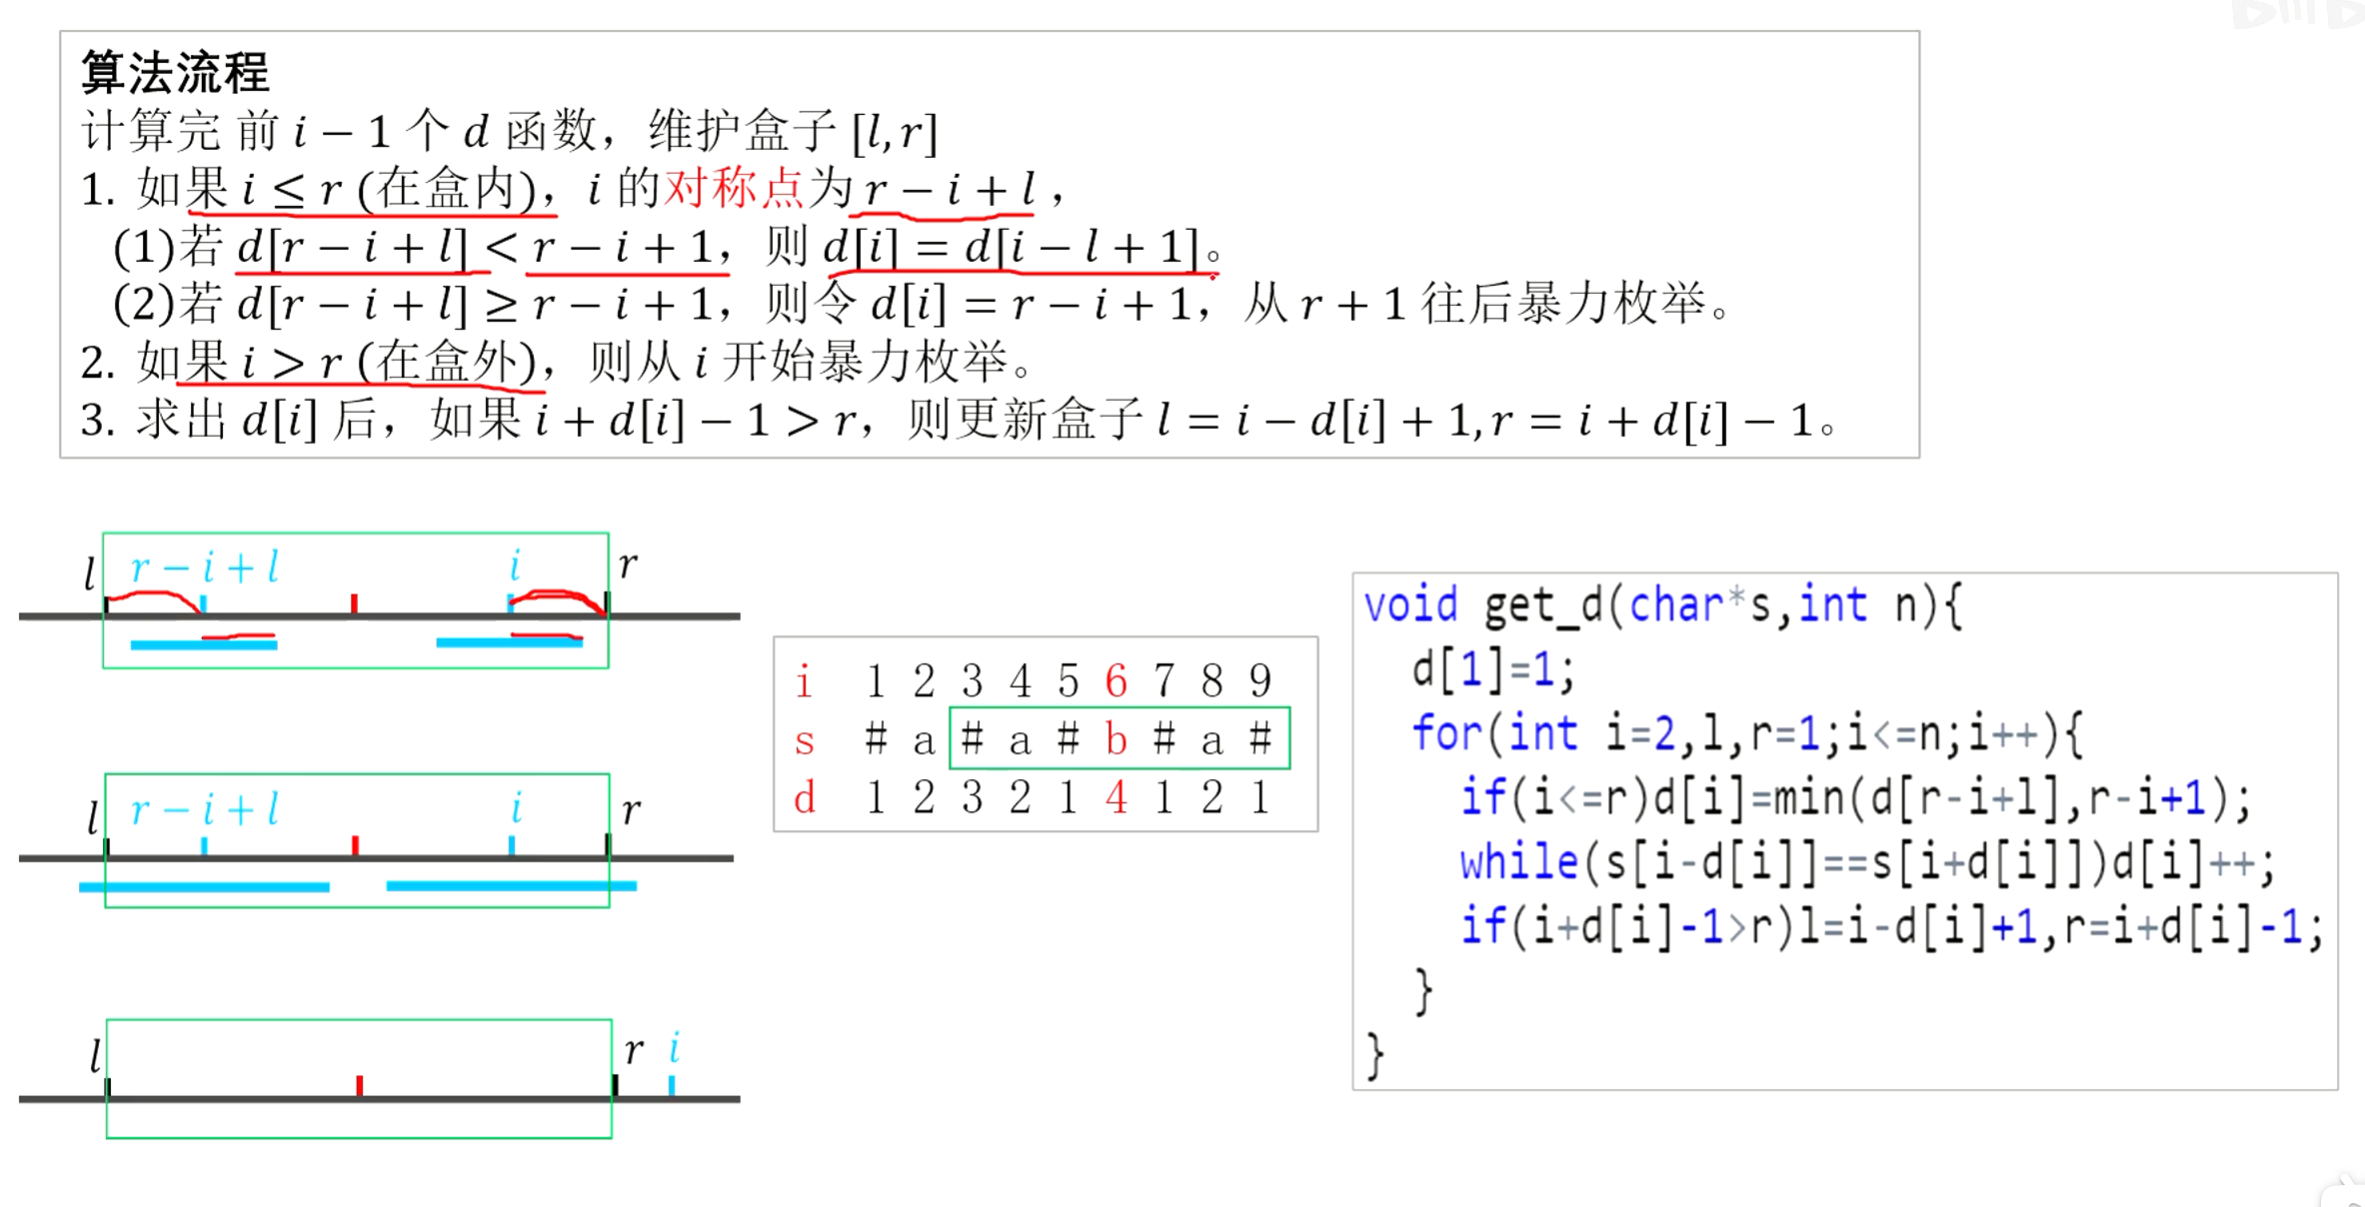 算法流程
计算完 前 i − 1 个 d 函数，维护盒子 [l, r]
1. 如果 i ≤ r (在盒内)，i 的对称点为 r − i + l ，
(1)若 d[r − i + l] < r − i + 1，则 d[i] = d[i − l + 1]。
(2)若 d[r − i + l] ≥ r − i + 1，则令 d[i] = r − i + 1，从 r + 1 往后暴力枚举。
2. 如果 i > r (在盒外)，则从 i 开始暴力枚举。
3. 求出 d[i] 后，如果 i + d[i] − 1 > r，则更新盒子 l = i − d[i] + 1, r = i + d[i] − 1。
l r − i + l i r
l r − i + l i r
l r i
i 1 2 3 4 5 6 7 8 9
s # a # a # b # a #
d 1 2 3 2 1 4 1 2 1
void get_d(char*s,int n){
d[1]=1;
for(int i=2,l,r=1;i<=n;i++){
if(i<=r)d[i]=min(d[r-i+l],r-i+1);
while(s[i-d[i]]==s[i+d[i]])d[i]++;
if(i+d[i]-1>r)l=i-d[i]+1,r=i+d[i]-1;
}
}